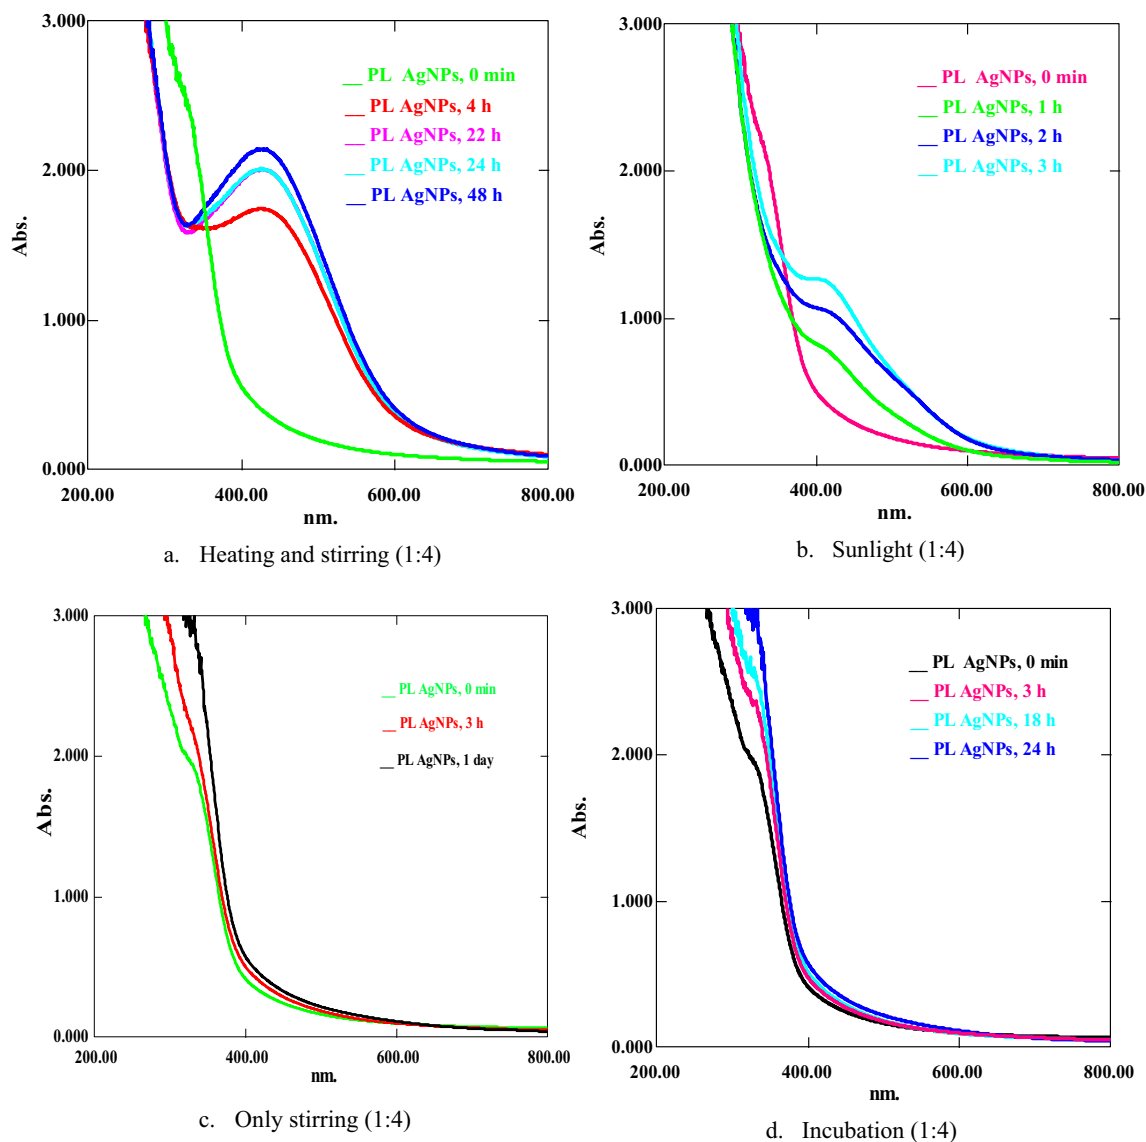 3.000
__ PL AgNPs, 0 min
__ PL AgNPs, 4 h
__ PL AgNPs, 22 h
__ PL AgNPs, 24 h
__ PL AgNPs, 48 h
2.000
Abs.
1.000
0.000
200.00 400.00 600.00 800.00
nm.
a. Heating and stirring (1:4)
3.000
__ PL AgNPs, 0 min
__ PL AgNPs, 1 h
__ PL AgNPs, 2 h
__ PL AgNPs, 3 h
2.000
Abs.
1.000
0.000
200.00 400.00 600.00 800.00
nm.
b. Sunlight (1:4)
3.000
__ PL AgNPs, 0 min
__ PL AgNPs, 3 h
__ PL AgNPs, 1 day
2.000
Abs.
1.000
0.000
200.00 400.00 600.00 800.00
nm.
c. Only stirring (1:4)
3.000
__ PL AgNPs, 0 min
__ PL AgNPs, 3 h
__ PL AgNPs, 18 h
__ PL AgNPs, 24 h
2.000
Abs.
1.000
0.000
200.00 400.00 600.00 800.00
nm.
d. Incubation (1:4)